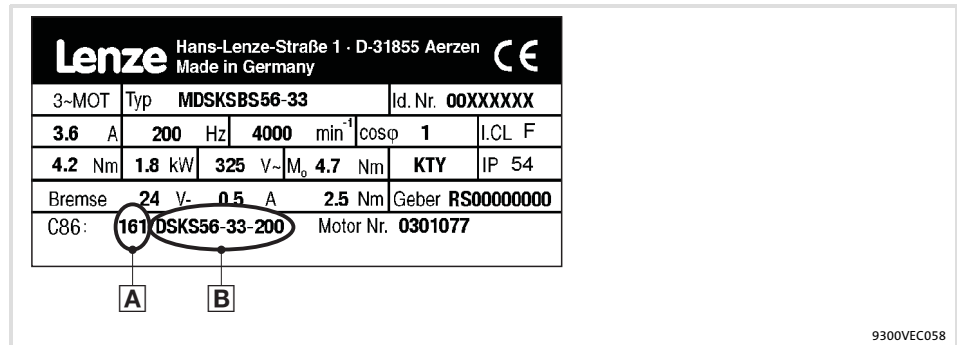 Lenze Hans-Lenze-Straße 1 · D-31855 Aerzen CE
Made in Germany
3~MOT Typ MDSKSBS56-33 Id. Nr. 00XXXXXX
3.6 A 200 Hz 4000 min⁻¹ cosφ 1 I.CL F
4.2 Nm 1.8 kW 325 V~ M₀ 4.7 Nm KTY IP 54
Bremse 24 V- 0.5 A 2.5 Nm Geber RS00000000
C86: 161 DSKS56-33-200 Motor Nr. 0301077
A B
9300VEC058